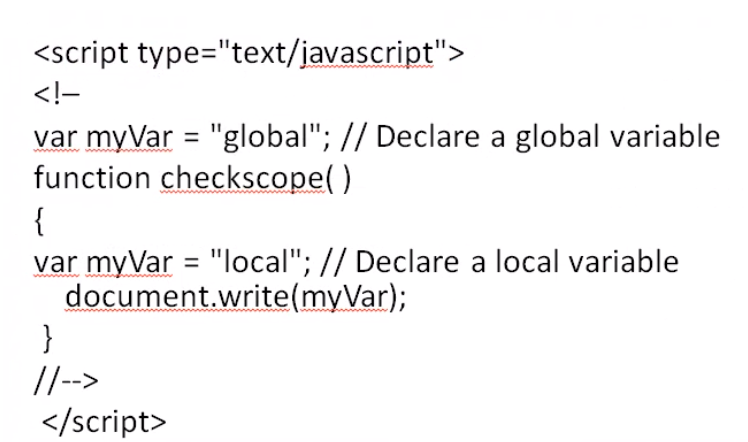 <script type="text/javascript">
<!–
var myVar = "global"; // Declare a global variable
function checkscope( )
{
var myVar = "local"; // Declare a local variable
document.write(myVar);
}
//-->
</script>